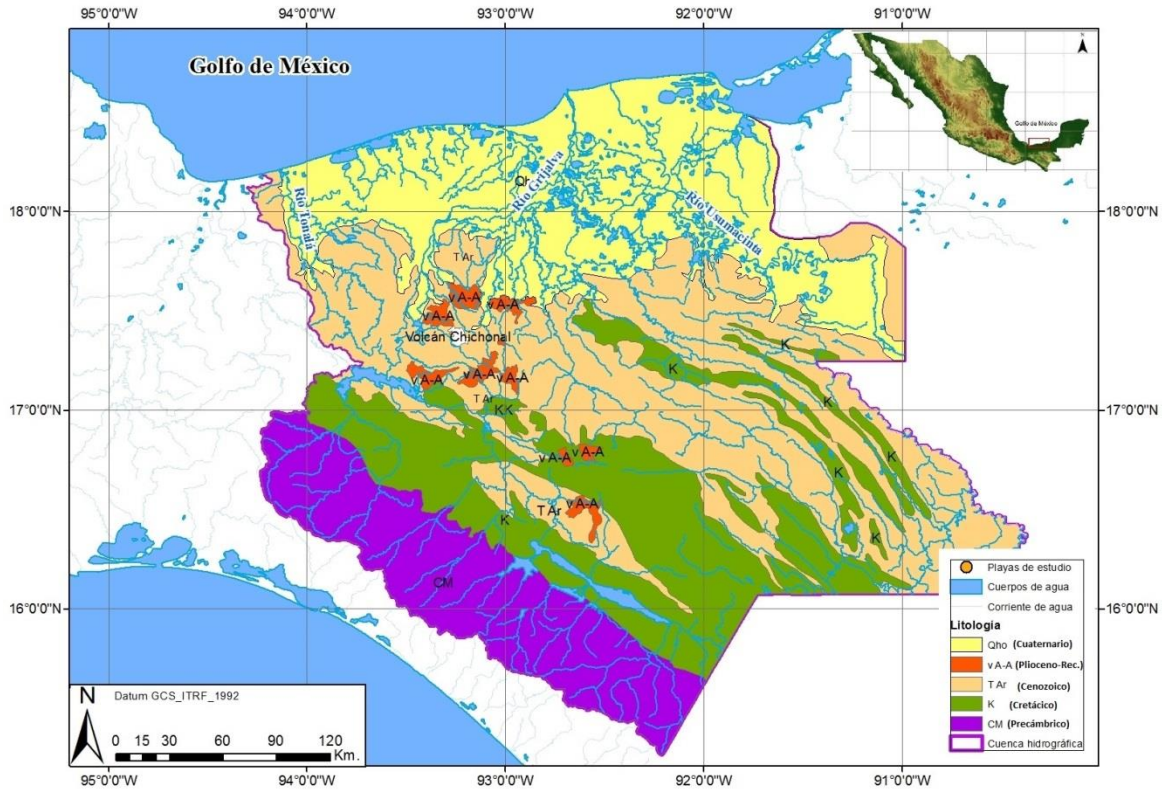 95°0'0"W 94°0'0"W 93°0'0"W 92°0'0"W 91°0'0"W
Golfo de México
N
Golfo de México
18°0'0"N
18°0'0"N
Qh
Río Grijalva
Río Tonalá
Río Usumacinta
T Ar
v A-A
v A-A
v A-A
Volcán Chichonal
K
K
v A-A
v A-A
v A-A
17°0'0"N
17°0'0"N
T Ar
K K
K
K
v A-A
v A-A
K
T Ar
v A-A
K
K
CM
16°0'0"N
16°0'0"N
Playas de estudio
Cuerpos de agua
Corriente de agua
Litología
Qho (Cuaternario)
v A-A (Plioceno-Rec.)
T Ar (Cenozoico)
K (Cretácico)
CM (Precámbrico)
Cuenca hidrográfica
N
Datum GCS_ITRF_1992
0 15 30 60 90 120
Km.
95°0'0"W 94°0'0"W 93°0'0"W 92°0'0"W 91°0'0"W